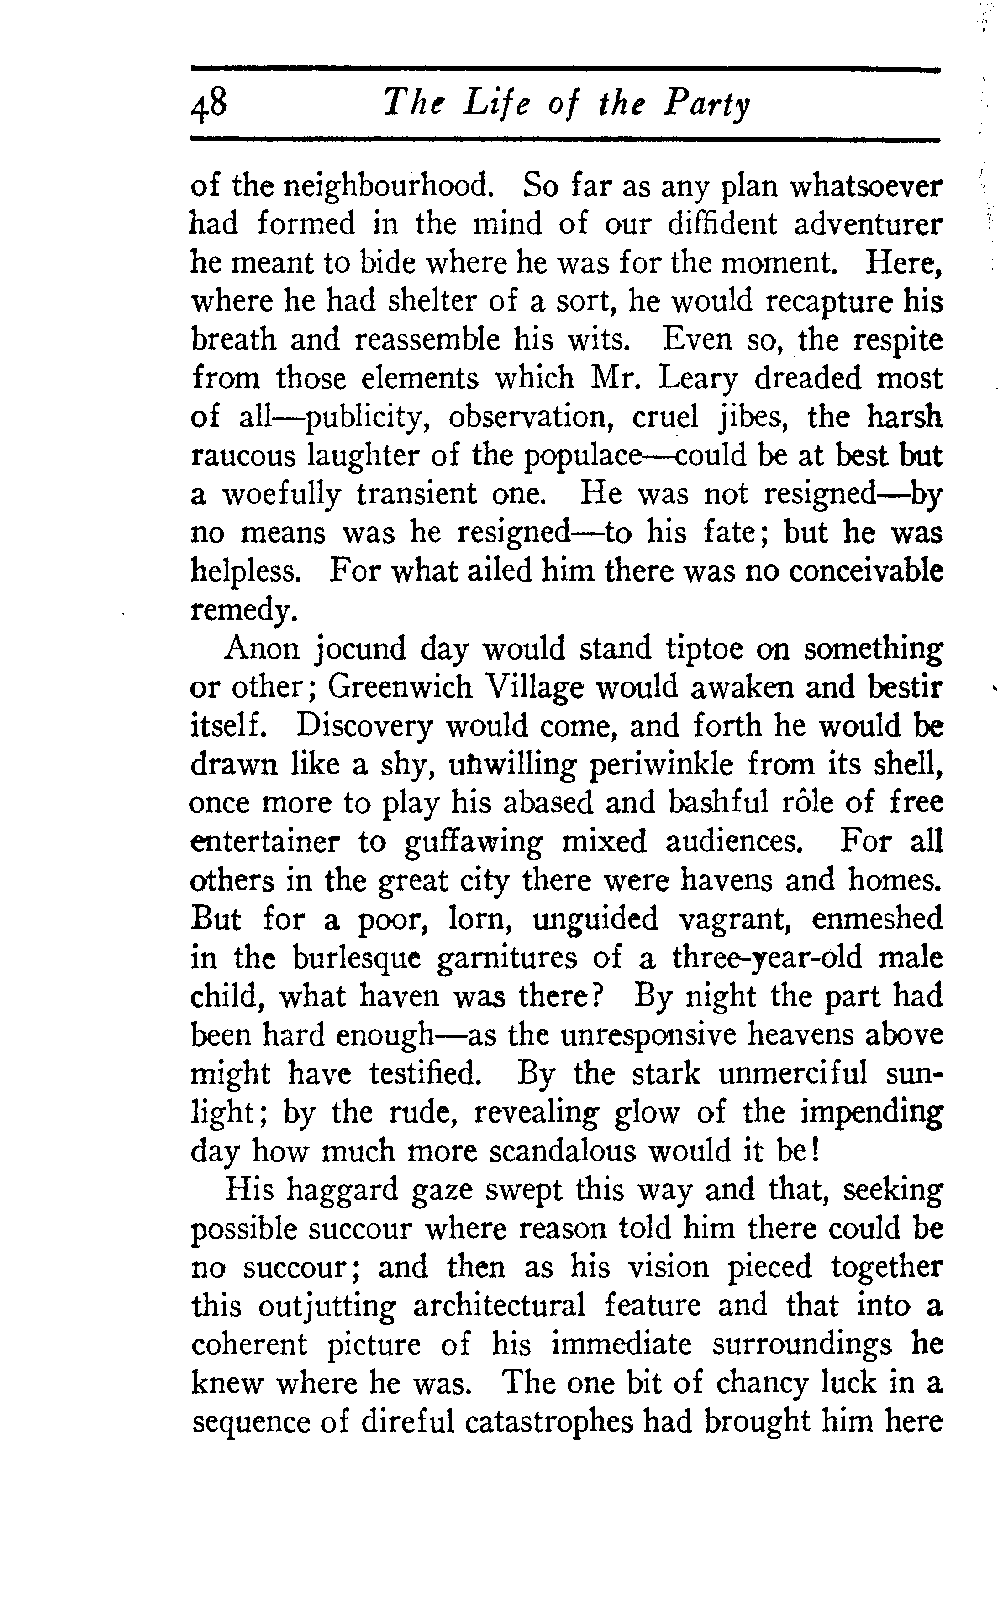 48 The Life of the Party
of the neighbourhood. So far as any plan whatsoever
had formed in the mind of our diffident adventurer
he meant to bide where he was for the moment. Here,
where he had shelter of a sort, he would recapture his
breath and reassemble his wits. Even so, the respite
from those elements which Mr. Leary dreaded most
of all—publicity, observation, cruel jibes, the harsh
raucous laughter of the populace—could be at best but
a woefully transient one. He was not resigned—by
no means was he resigned—to his fate; but he was
helpless. For what ailed him there was no conceivable
remedy.
Anon jocund day would stand tiptoe on something
or other; Greenwich Village would awaken and bestir
itself. Discovery would come, and forth he would be
drawn like a shy, unwilling periwinkle from its shell,
once more to play his abased and bashful rôle of free
entertainer to guffawing mixed audiences. For all
others in the great city there were havens and homes.
But for a poor, lorn, unguided vagrant, enmeshed
in the burlesque garnitures of a three-year-old male
child, what haven was there? By night the part had
been hard enough—as the unresponsive heavens above
might have testified. By the stark unmerciful sun-
light; by the rude, revealing glow of the impending
day how much more scandalous would it be!
His haggard gaze swept this way and that, seeking
possible succour where reason told him there could be
no succour; and then as his vision pieced together
this outjutting architectural feature and that into a
coherent picture of his immediate surroundings he
knew where he was. The one bit of chancy luck in a
sequence of direful catastrophes had brought him here